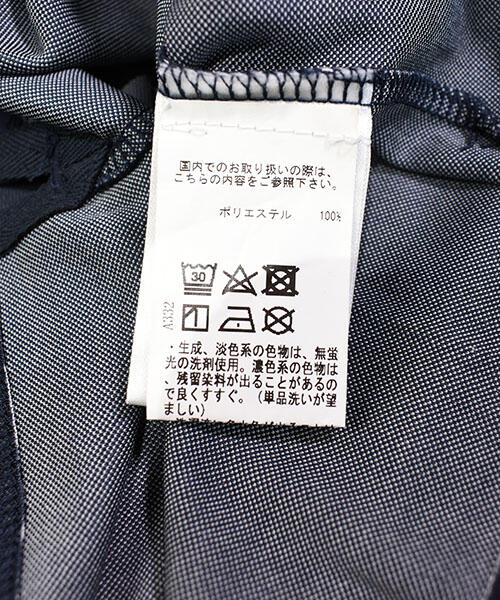 国内でのお取り扱いの際は、
こちらの内容をご参照下さい。
ポリエステル 100%
30
A332
・生成、淡色系の色物は、無蛍
光の洗剤使用。濃色系の色物は
、残留染料が出ることがあるの
で良くすすぐ。（単品洗いが望
ましい）